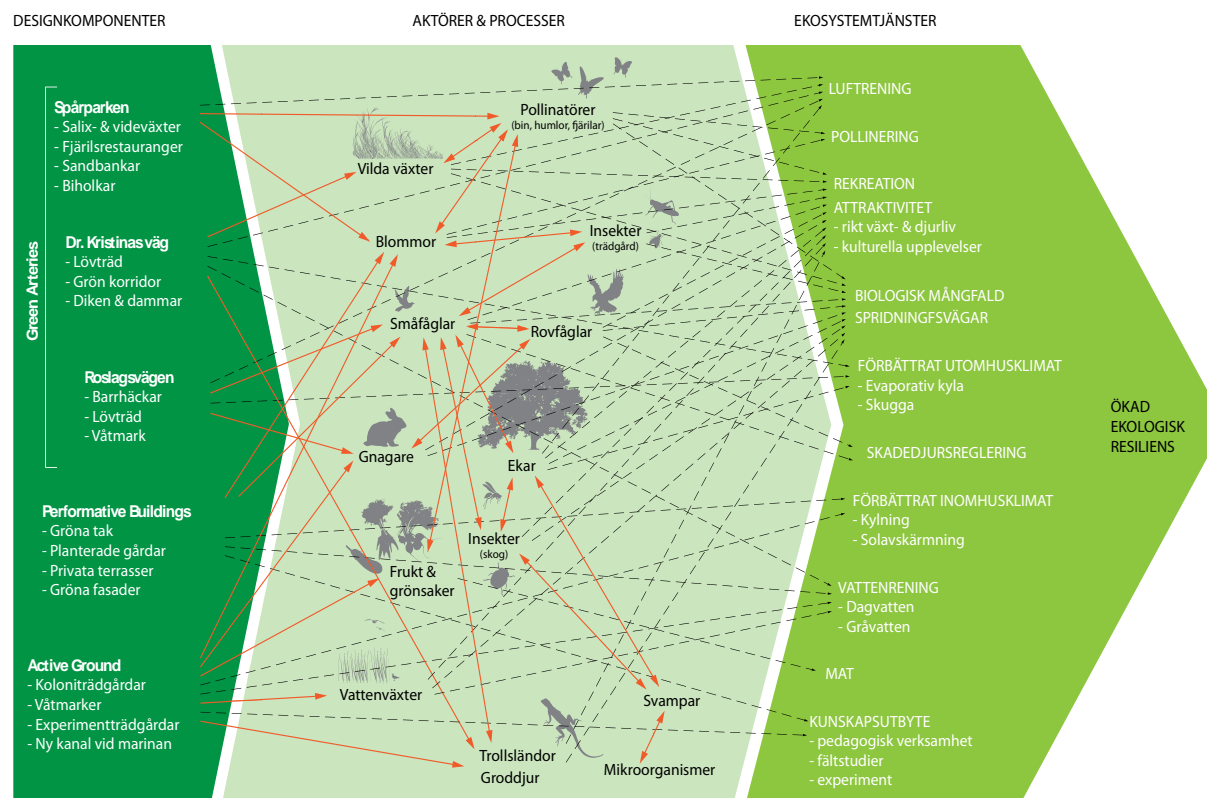 DESIGNKOMPONENTER
AKTÖRER & PROCESSER
EKOSYSTEMTJÄNSTER
Green Arteries
Spårparken
- Salix- & videväxter
- Fjärilsrestauranger
- Sandbankar
- Biholkar
Dr. Kristinas väg
- Lövträd
- Grön korridor
- Diken & dammar
Roslagsvägen
- Barrhäckar
- Lövträd
- Våtmark
Performative Buildings
- Gröna tak
- Planterade gårdar
- Privata terrasser
- Gröna fasader
Active Ground
- Koloniträdgårdar
- Våtmarker
- Experimentträdgårdar
- Ny kanal vid marinan
Pollinatörer
(bin, humlor, fjärilar)
Vilda växter
Blommor
Insekter
(trädgård)
Småfåglar
Rovfåglar
Gnagare
Ekar
Insekter
(skog)
Frukt &
grönsaker
Vattenväxter
Svampar
Trollsländor
Groddjur
Mikroorganismer
LUFTRENING
POLLINERING
REKREATION
ATTRAKTIVITET
- rikt växt- & djurliv
- kulturella upplevelser
BIOLOGISK MÅNGFALD
SPRIDNINGFSVÄGAR
FÖRBÄTTRAT UTOMHUSKLIMAT
- Evaporativ kyla
- Skugga
SKADEDJURSREGLERING
FÖRBÄTTRAT INOMHUSKLIMAT
- Kylning
- Solavskärmning
VATTENRENING
- Dagvatten
- Gråvatten
MAT
KUNSKAPSUTBYTE
- pedagogisk verksamhet
- fältstudier
- experiment
ÖKAD
EKOLOGISK
RESILIENS